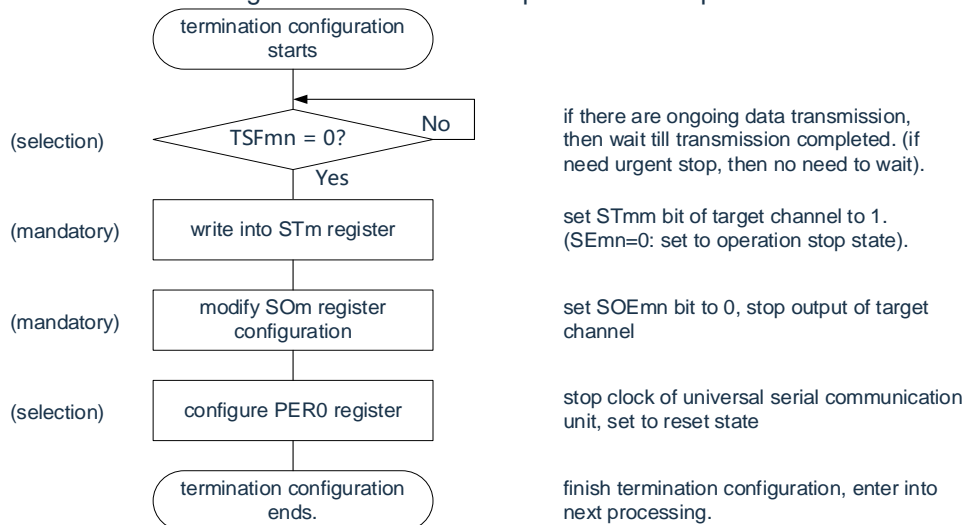 termination configuration
starts
(selection)
TSFmn = 0?
No
if there are ongoing data transmission,
then wait till transmission completed. (if
need urgent stop, then no need to wait).
Yes
(mandatory)
write into STm register
set STmm bit of target channel to 1.
(SEmn=0: set to operation stop state).
(mandatory)
modify SOm register
configuration
set SOEmn bit to 0, stop output of target
channel
(selection)
configure PER0 register
stop clock of universal serial communication
unit, set to reset state
termination configuration
ends.
finish termination configuration, enter into
next processing.